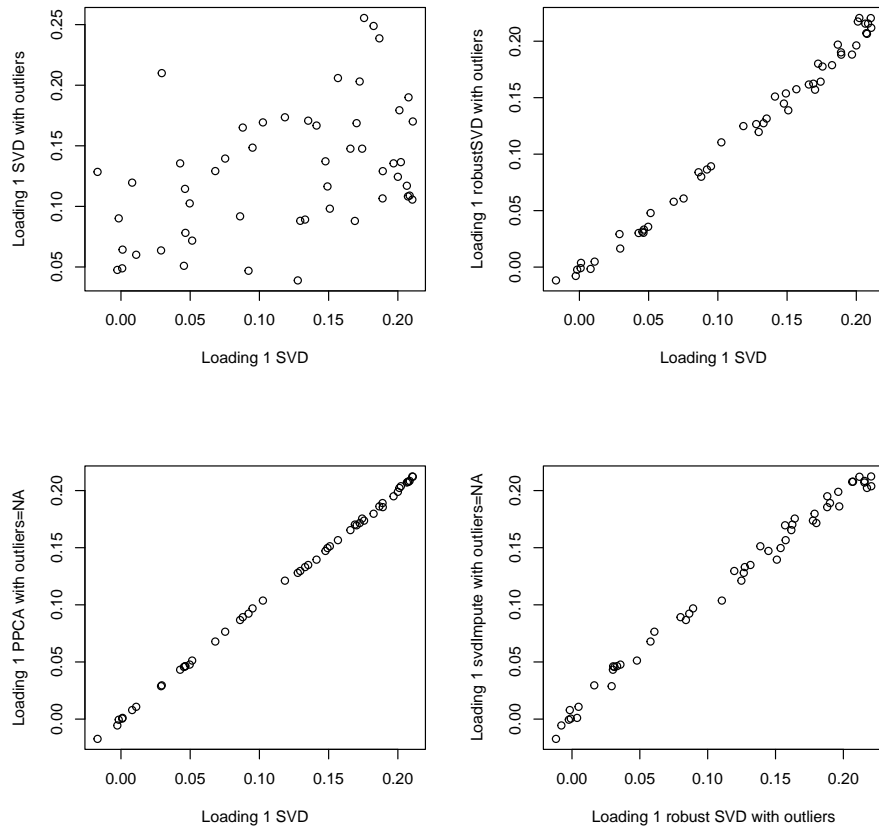 0.05 0.10 0.15 0.20 0.25
Loading 1 SVD with outliers
0.00 0.05 0.10 0.15 0.20
Loading 1 SVD
0.00 0.05 0.10 0.15 0.20
Loading 1 robustSVD with outliers
0.00 0.05 0.10 0.15 0.20
Loading 1 SVD
0.00 0.05 0.10 0.15 0.20
Loading 1 PPCA with outliers=NA
0.00 0.05 0.10 0.15 0.20
Loading 1 SVD
0.00 0.05 0.10 0.15 0.20
Loading 1 svdImpute with outliers=NA
0.00 0.05 0.10 0.15 0.20
Loading 1 robust SVD with outliers